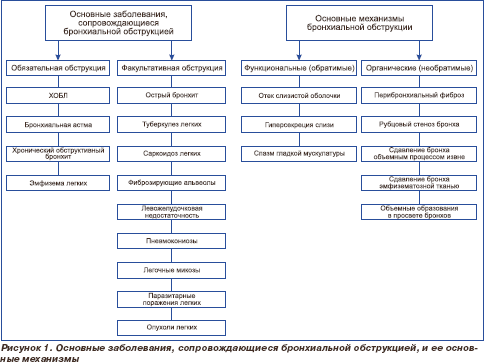 Основные заболевания,
сопровождающиеся
бронхиальной обструкцией
Обязательная обструкция
ХОБЛ
Бронхиальная астма
Хронический обструктивный
бронхит
Эмфизема легких
Факультативная обструкция
Острый бронхит
Туберкулез легких
Саркоидоз легких
Фиброзирующие альвеолы
Левожелудочковая
недостаточность
Пневмокониозы
Легочные микозы
Паразитарные
поражения легких
Опухоли легких
Основные механизмы
бронхиальной обструкции
Функциональные (обратимые)
Отек слизистой оболочки
Гиперсекреция слизи
Спазм гладкой мускулатуры
Органические (необратимые)
Перибронхиальный фиброз
Рубцовый стеноз бронха
Сдавление бронха
объемным процессом извне
Сдавление бронха
эмфизематозной тканью
Объемные образования
в просвете бронхов
Рисунок 1. Основные заболевания, сопровождающиеся бронхиальной обструкцией, и ее основ-
ные механизмы